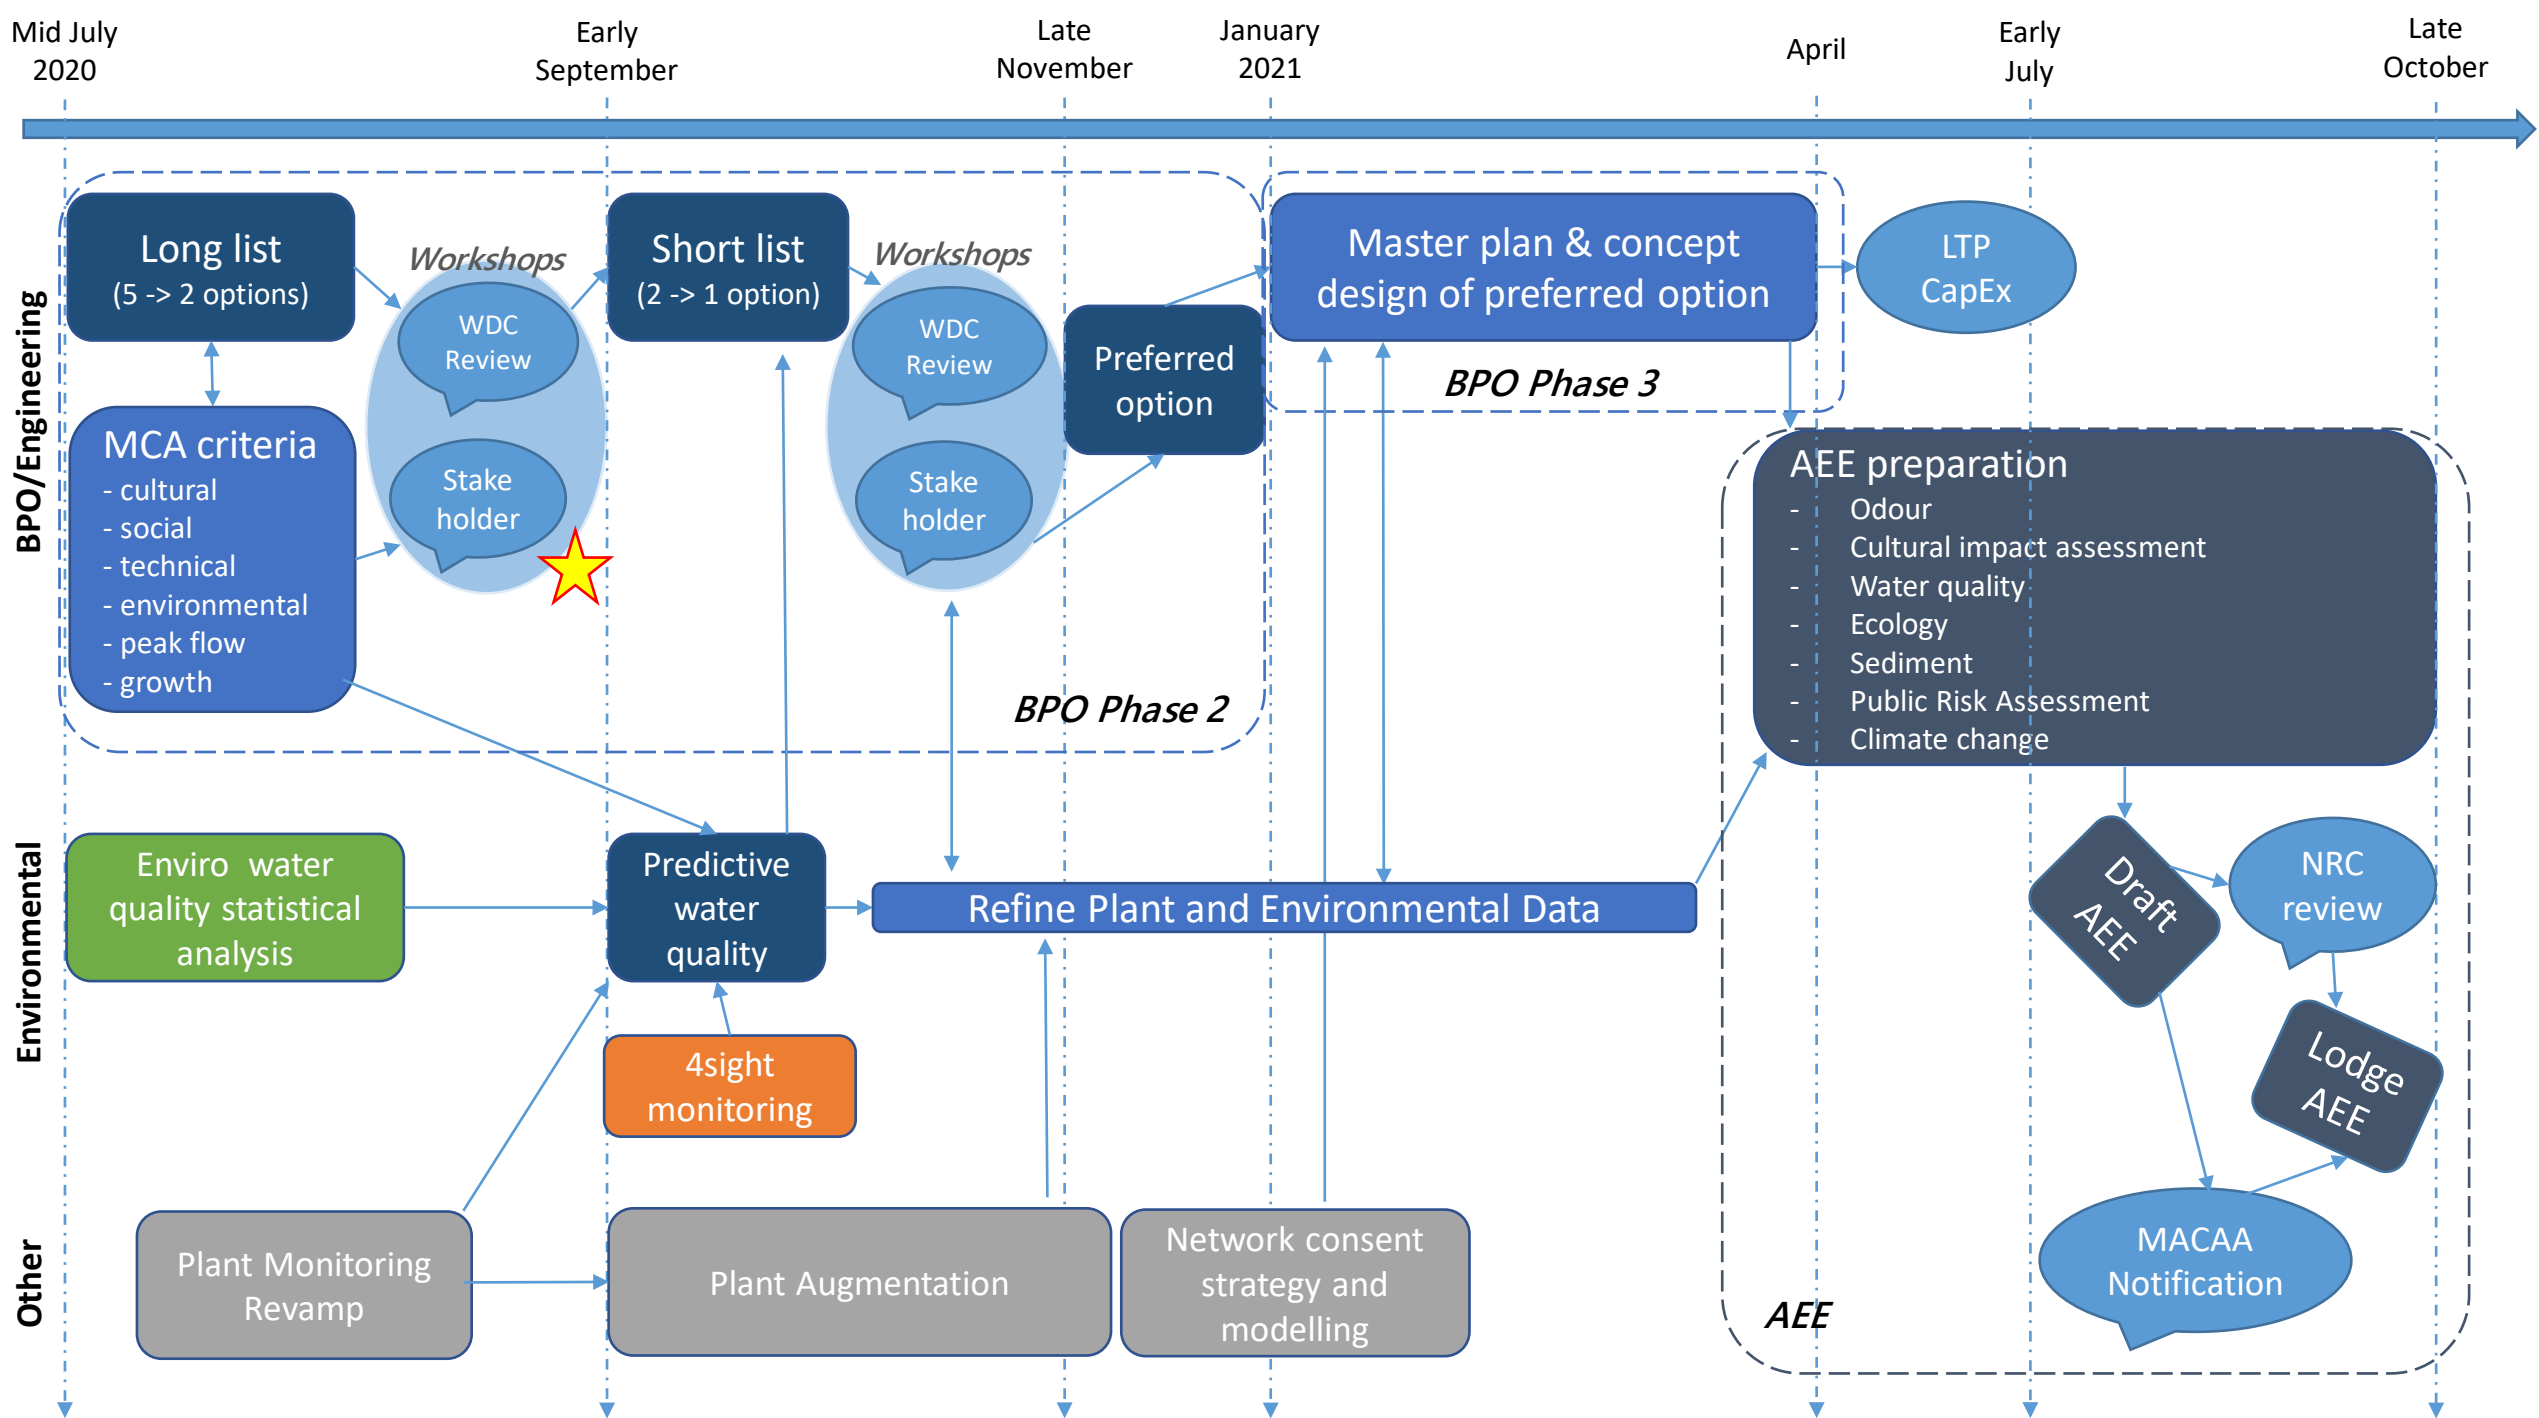 Mid July
2020
Early
September
Late
November
January
2021
April
Early
July
Late
October
BPO/Engineering
Long list
(5 -> 2 options)
Workshops
WDC
Review
Stake
holder
MCA criteria
- cultural
- social
- technical
- environmental
- peak flow
- growth
Short list
(2 -> 1 option)
Workshops
WDC
Review
Stake
holder
Preferred
option
BPO Phase 2
Master plan & concept
design of preferred option
BPO Phase 3
LTP
CapEx
AEE preparation
- Odour
- Cultural impact assessment
- Water quality
- Ecology
- Sediment
- Public Risk Assessment
- Climate change
Environmental
Enviro water
quality statistical
analysis
Predictive
water
quality
Refine Plant and Environmental Data
4sight
monitoring
Draft
AEE
NRC
review
Lodge
AEE
Other
Plant Monitoring
Revamp
Plant Augmentation
Network consent
strategy and
modelling
MACAA
Notification
AEE